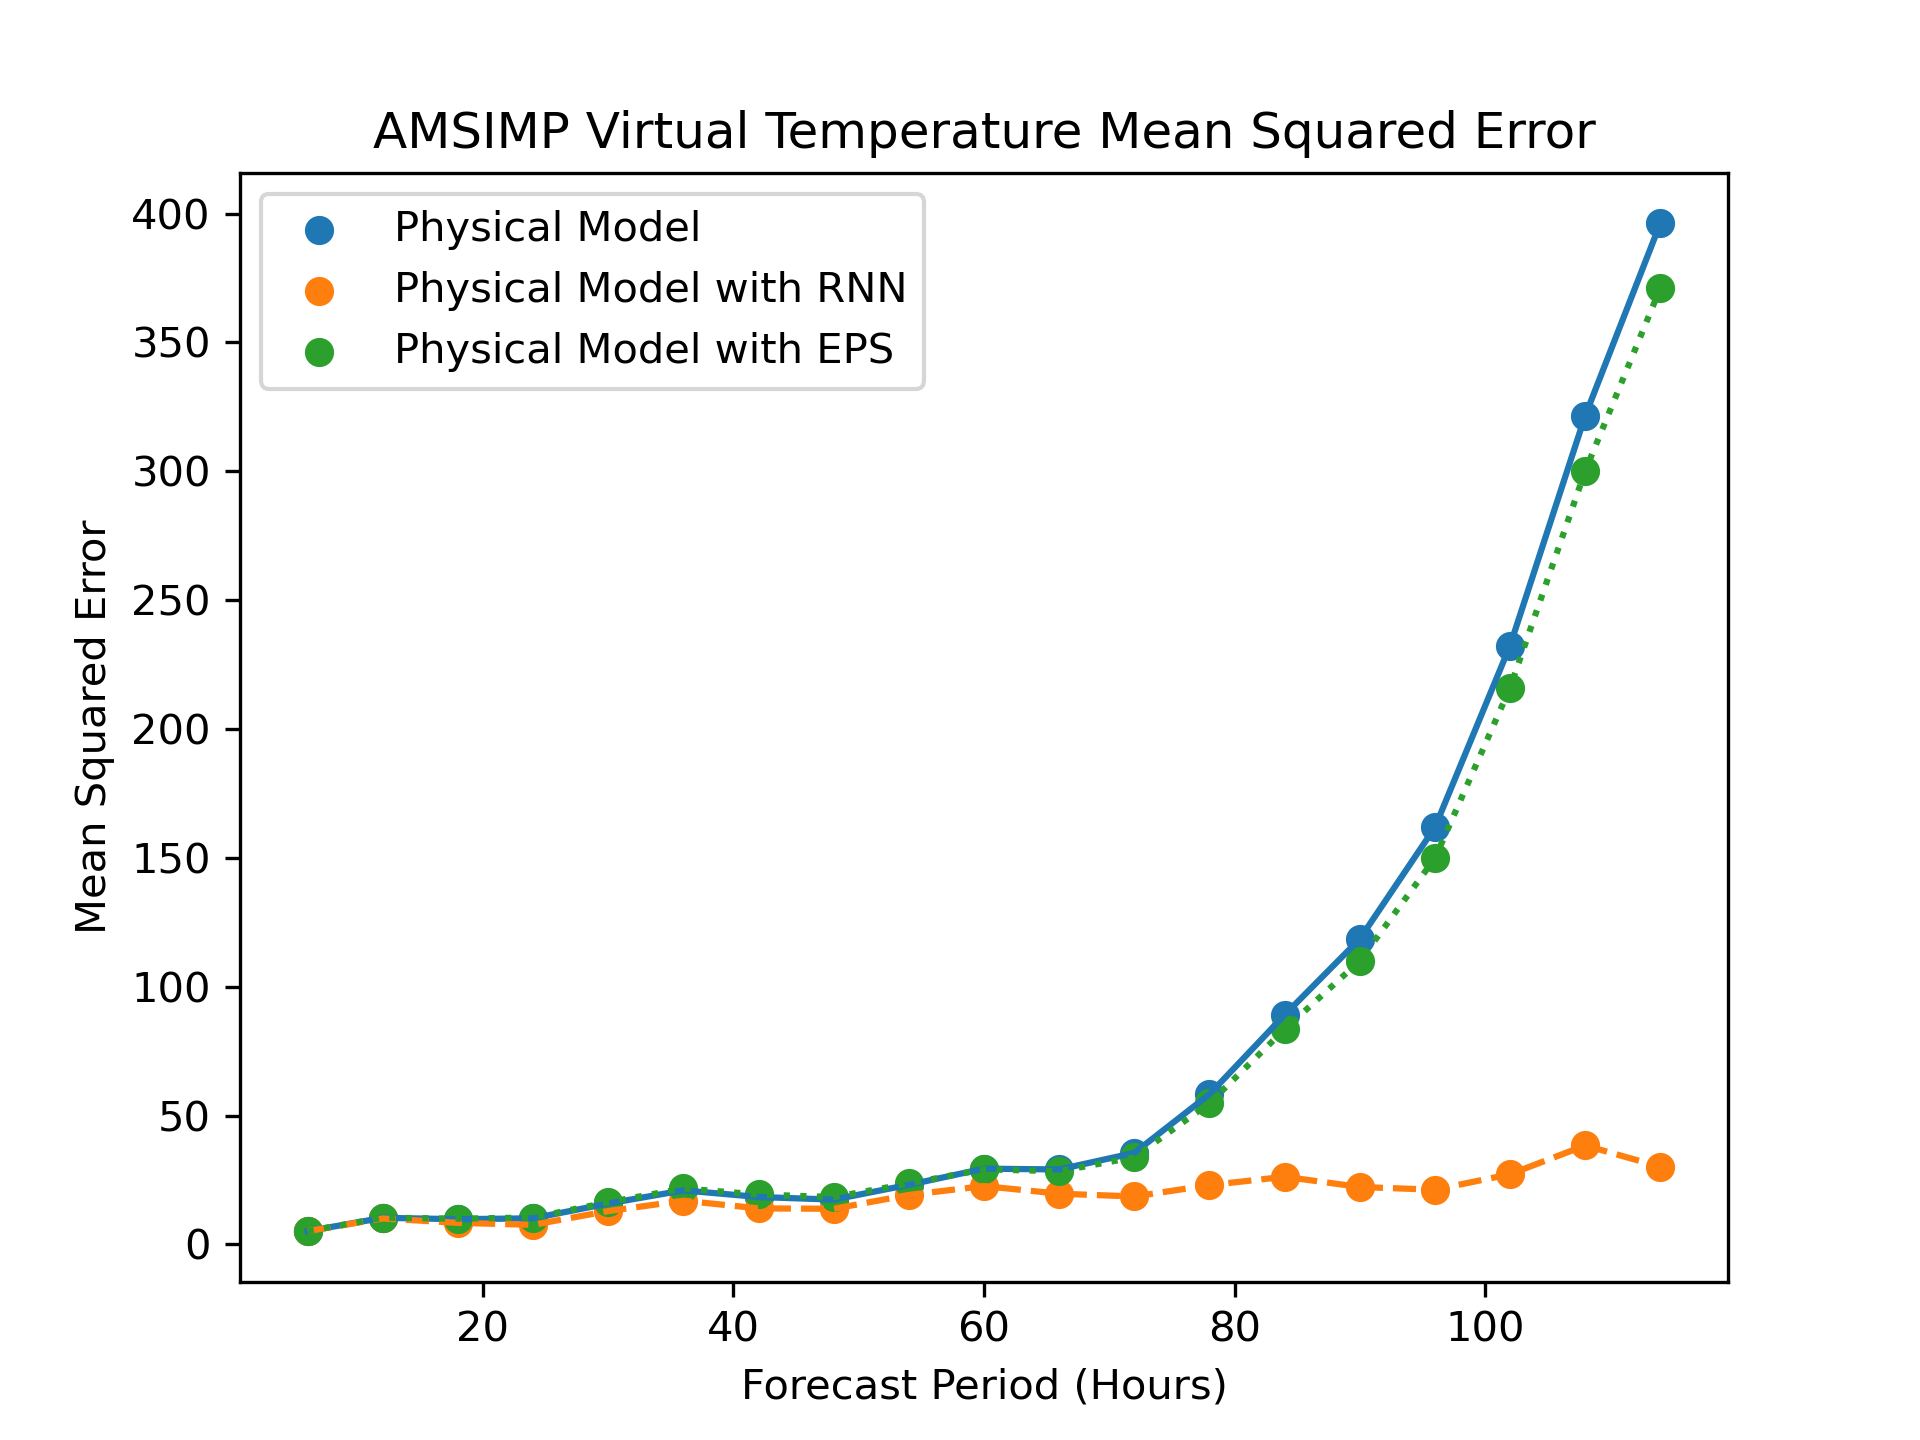 AMSIMP Virtual Temperature Mean Squared Error
Physical Model
Physical Model with RNN
Physical Model with EPS
400
350
300
250
200
150
100
50
0
Mean Squared Error
20 40 60 80 100
Forecast Period (Hours)